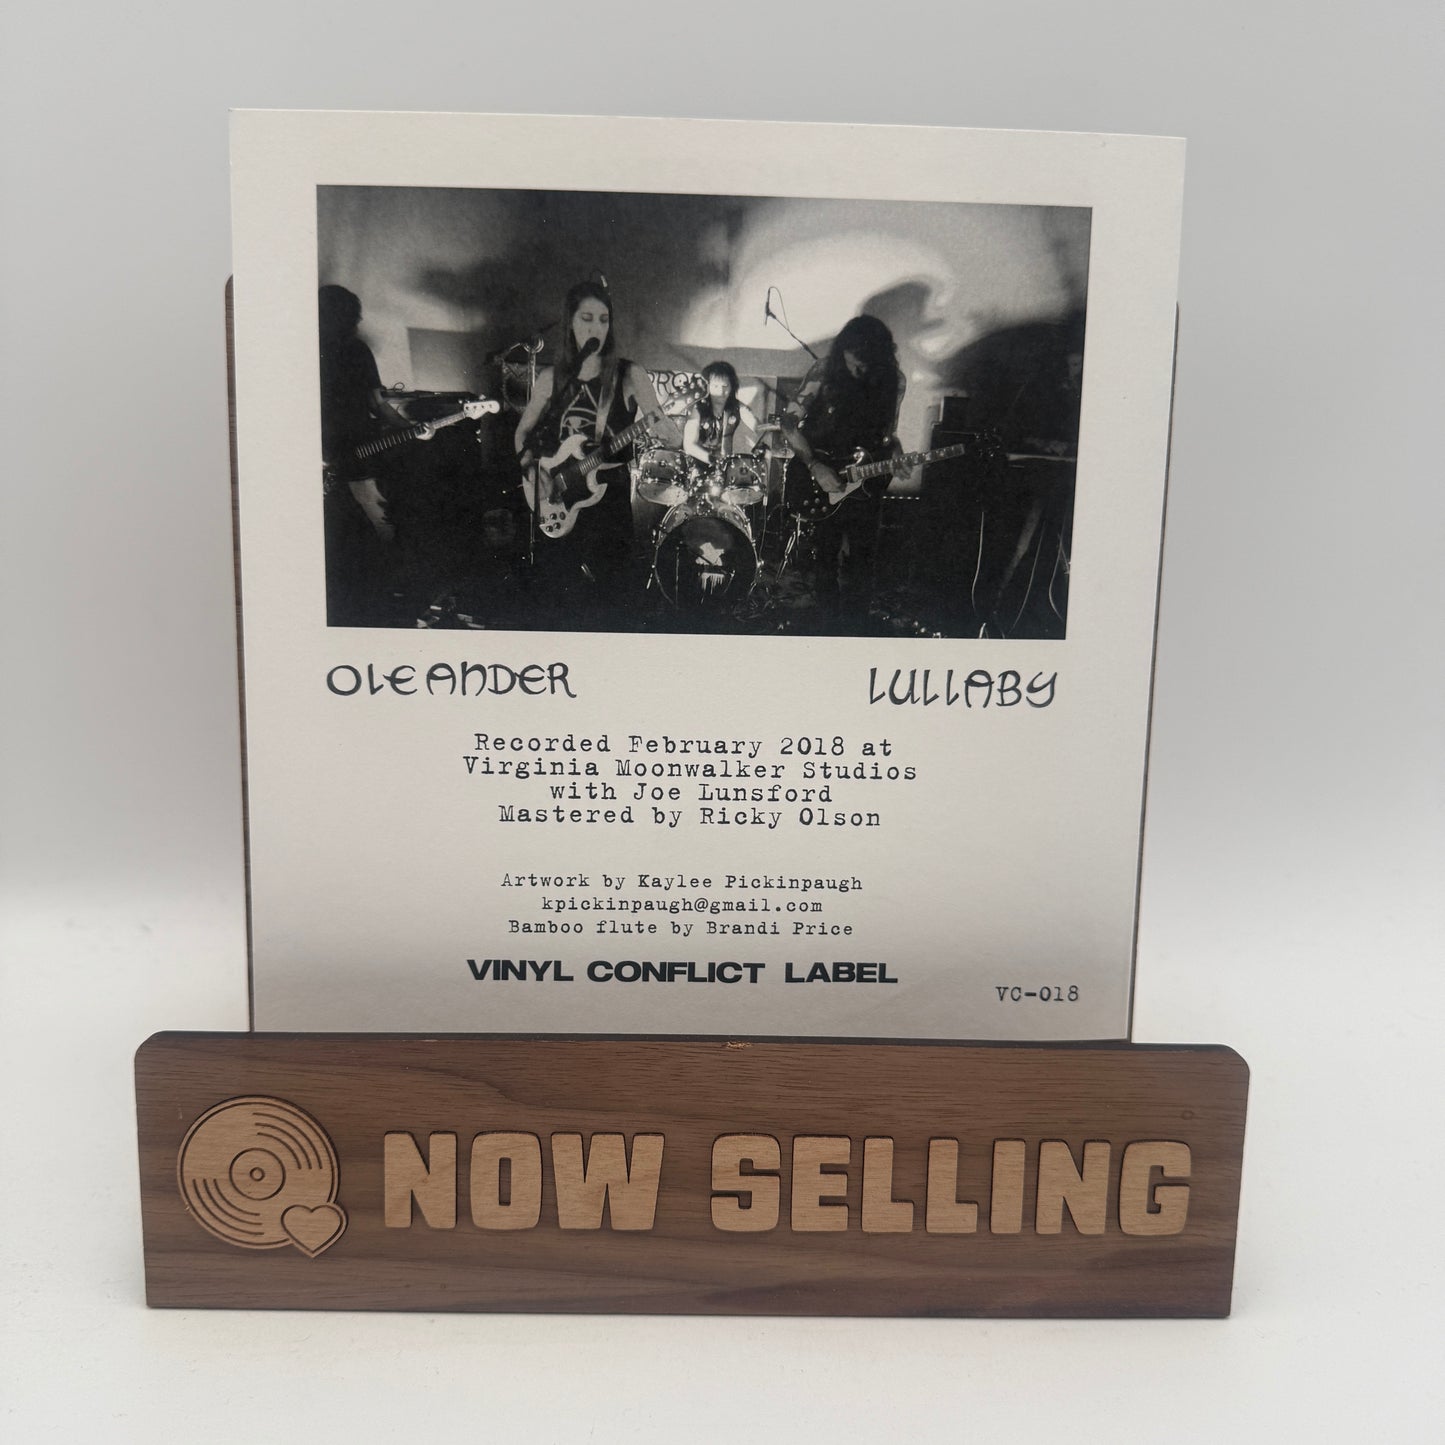 OLEANDER
LULLABY
Recorded February 2018 at
Virginia Moonwalker Studios
with Joe Lunsford
Mastered by Ricky Olson
Artwork by Kaylee Pickinpaugh
kpickinpaugh@gmail.com
Bamboo flute by Brandi Price
VINYL CONFLICT LABEL
VC-018
NOW SELLING